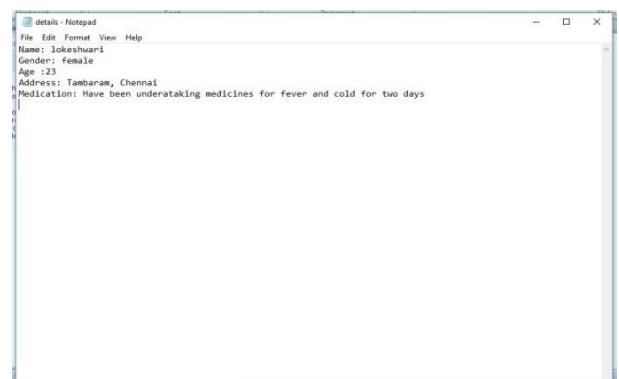 details - Notepad
File Edit Format View Help
Name: lokeshwari
Gender: female
Age :23
Address: Tambaram, Chennai
Medication: Have been underataking medicines for fever and cold for two days